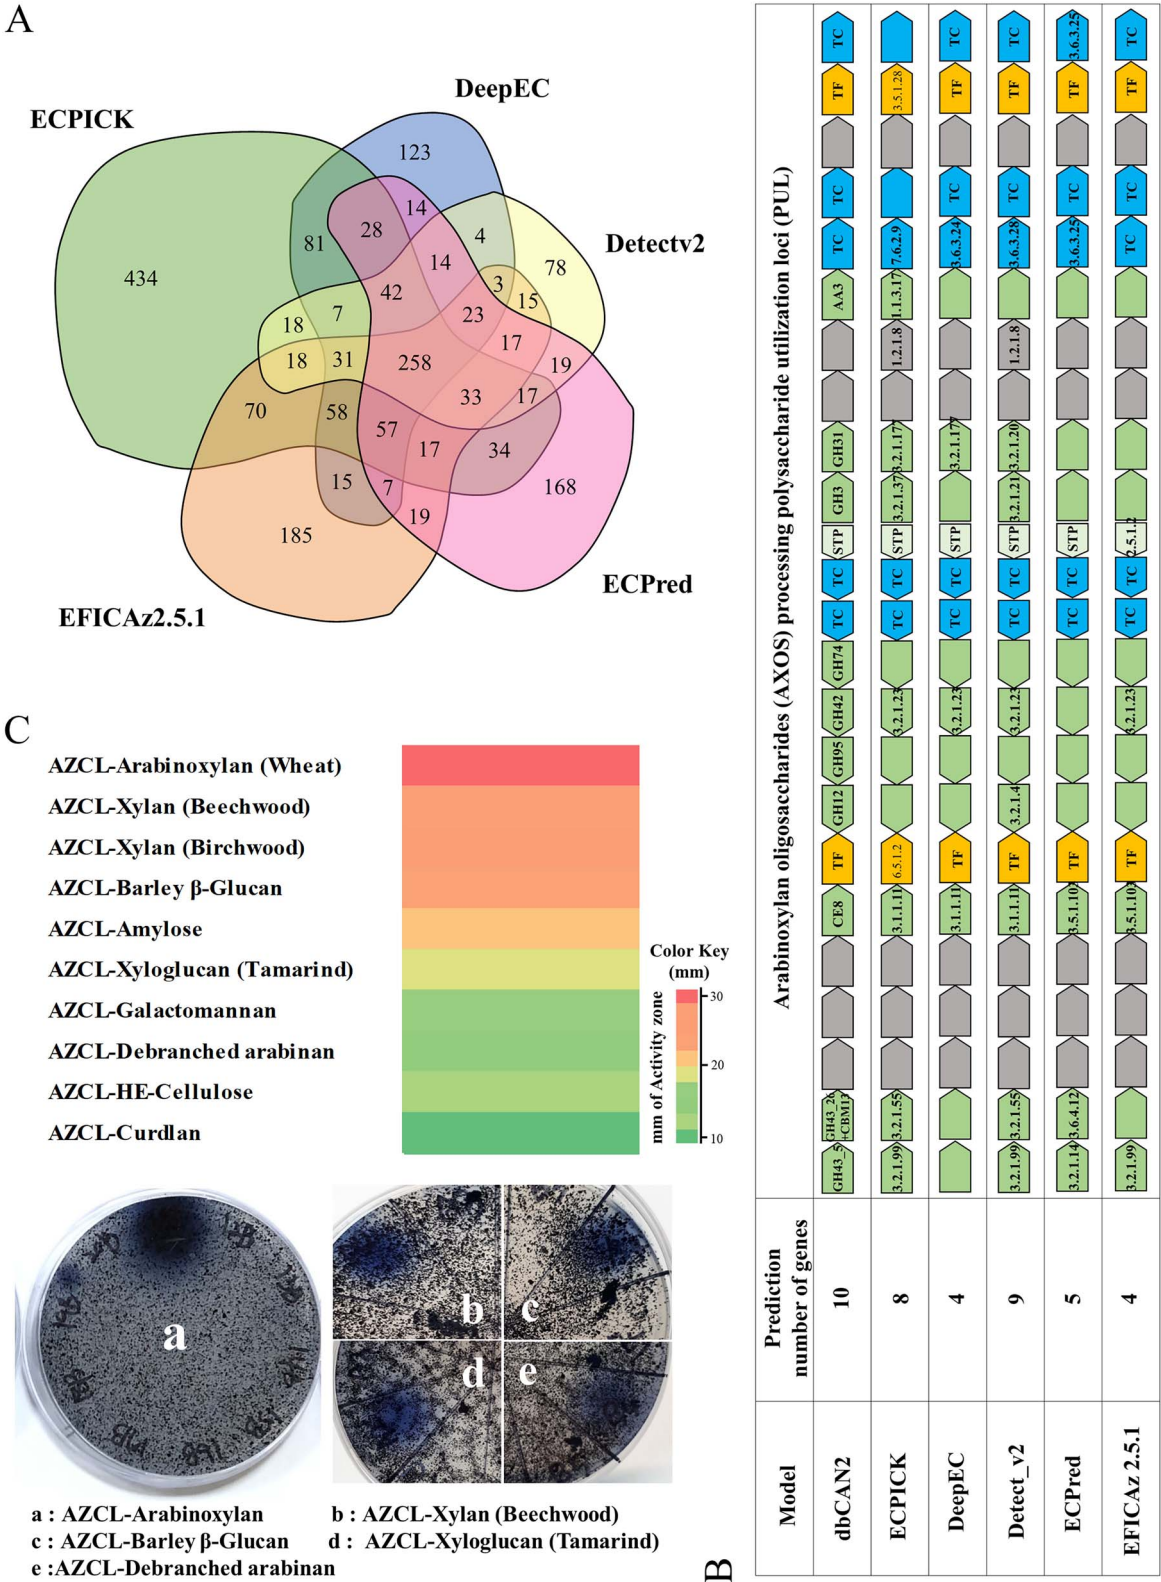 A
ECPICK
DeepEC
Detectv2
ECPred
EFICAz2.5.1
434
123
78
168
185
81
28
14
4
14
3
15
42
23
17
19
18
7
18
31
258
33
17
70
58
57
17
34
15
7
19
C
AZCL-Arabinoxylan (Wheat)
AZCL-Xylan (Beechwood)
AZCL-Xylan (Birchwood)
AZCL-Barley β-Glucan
AZCL-Amylose
AZCL-Xyloglucan (Tamarind)
AZCL-Galactomannan
AZCL-Debranched arabinan
AZCL-HE-Cellulose
AZCL-Curdlan
Color Key
(mm)
mm of Activity zone
30
20
10
a
b
c
d
e
a : AZCL-Arabinoxylan
b : AZCL-Xylan (Beechwood)
c : AZCL-Barley β-Glucan
d : AZCL-Xyloglucan (Tamarind)
e :AZCL-Debranched arabinan
B
Model
Prediction
number of genes
Arabinoxylan oligosaccharides (AXOS) processing polysaccharide utilization loci (PUL)
dbCAN2
10
GH43_5
GH43_26
+CBM13
CE8
TF
GH12
GH95
GH42
GH74
TC
TC
STP
GH3
GH31
AA3
TC
TC
TF
TC
ECPICK
8
3.2.1.99
3.2.1.55
3.1.1.11
6.5.1.2
3.2.1.23
TC
TC
STP
3.2.1.37
3.2.1.177
1.2.1.8
1.1.3.17
7.6.2.9
3.5.1.28
DeepEC
4
3.1.1.11
TF
3.2.1.23
TC
TC
STP
3.2.1.177
3.6.3.24
TC
TF
TC
Detect_v2
9
3.2.1.99
3.2.1.55
3.1.1.11
TF
3.2.1.4
3.2.1.23
TC
TC
STP
3.2.1.21
3.2.1.20
1.2.1.8
3.6.3.28
TC
TF
TC
ECPred
5
3.2.1.14
3.6.4.12
3.5.1.103
TF
TC
TC
STP
3.6.3.25
TC
TF
3.6.3.25
EFICAz 2.5.1
4
3.2.1.99
3.5.1.103
TF
3.2.1.23
TC
TC
2.5.1.2
TC
TC
TF
TC